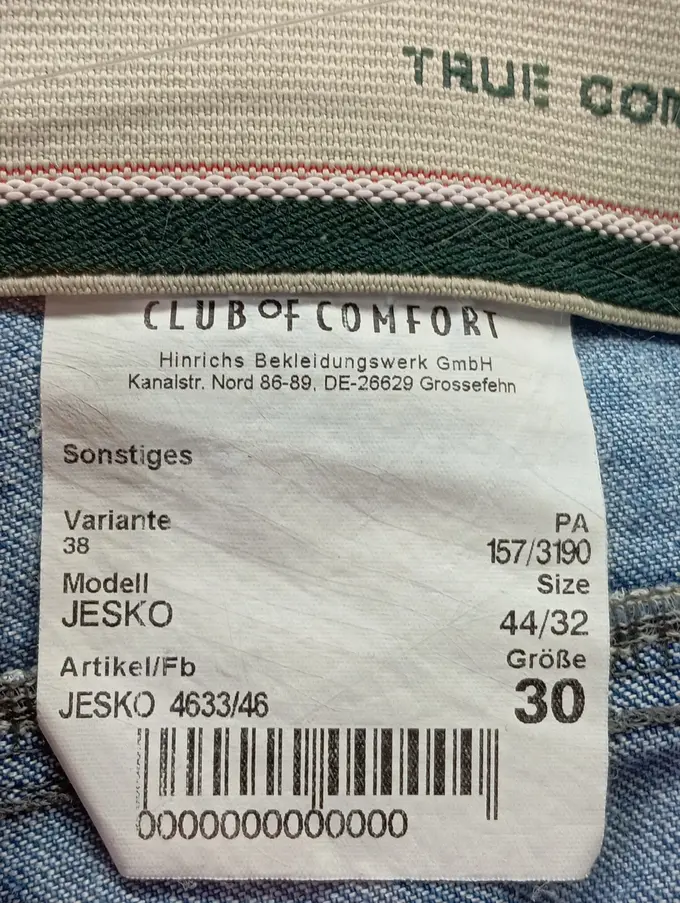 TRUE COM
CLUB OF COMFORT
Hinrichs Bekleidungswerk GmbH
Kanalstr. Nord 86-89, DE-26629 Grossefehn
Sonstiges
Variante PA
38 157/3190
Modell Size
JESKO 44/32
Artikel/Fb Größe
JESKO 4633/46 30
0000000000000